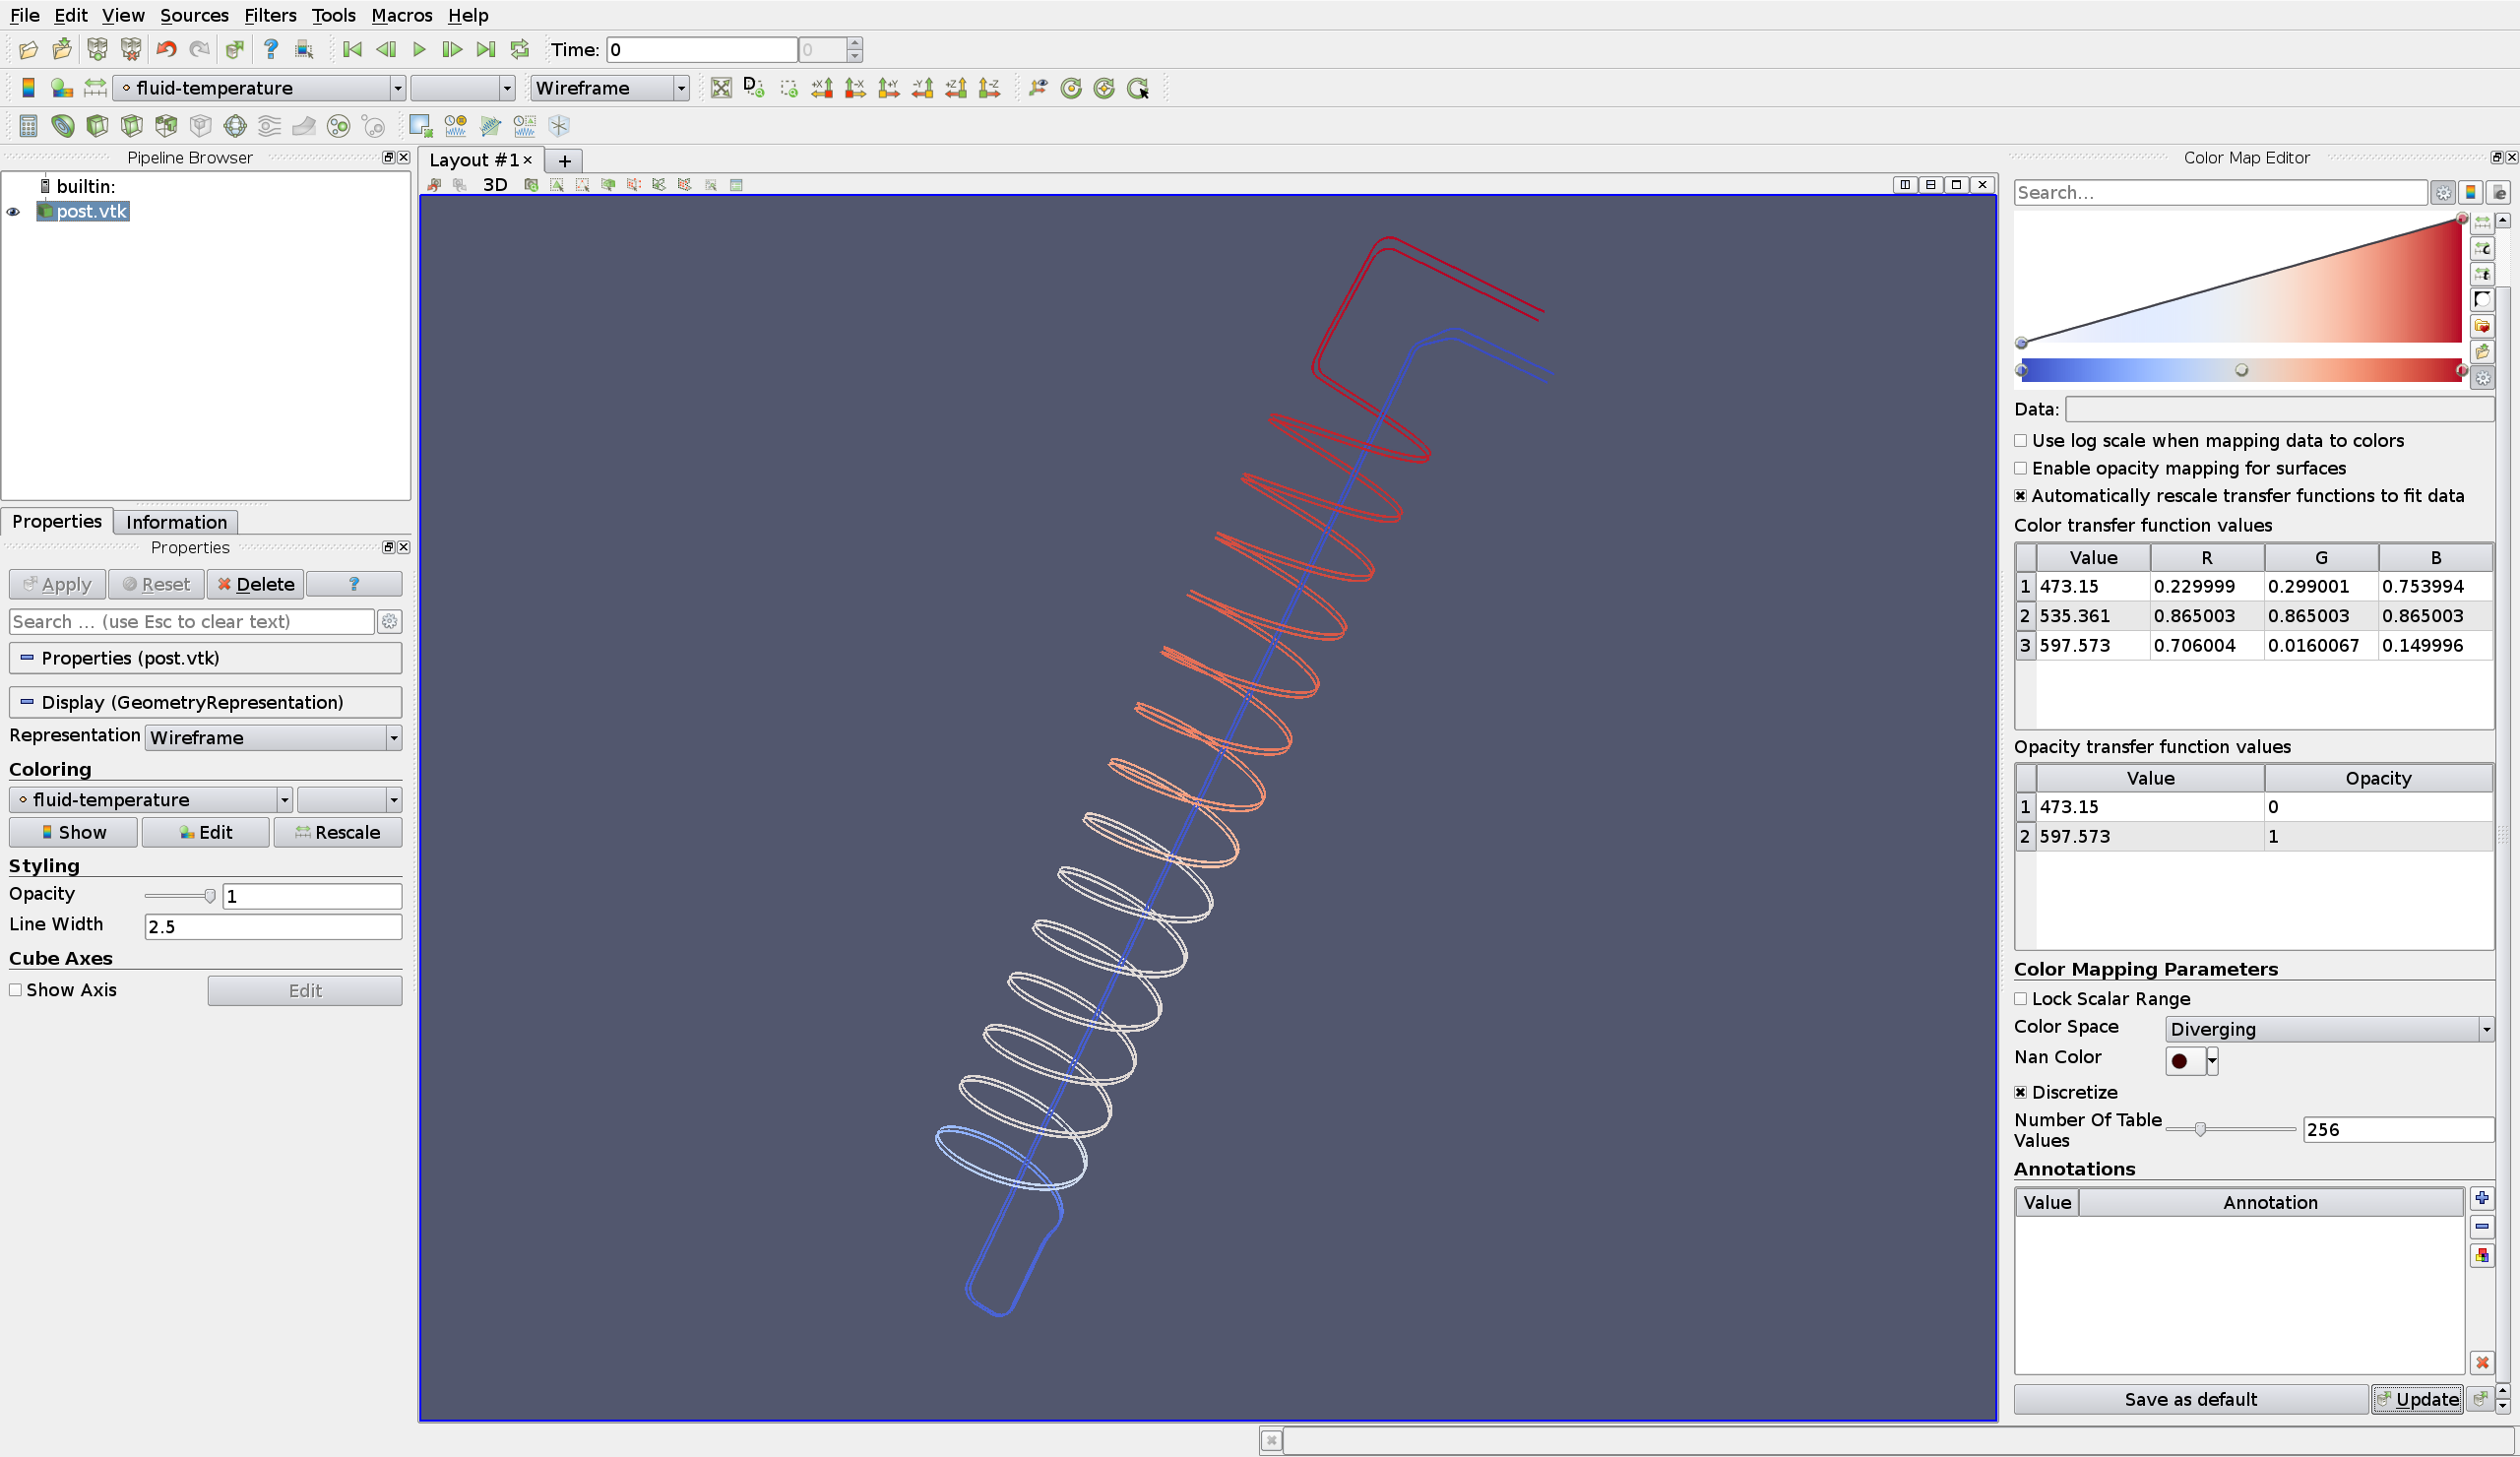 File Edit View Sources Filters Tools Macros Help
Time: 0 0
fluid-temperature Wireframe
+X -X +Y -Y +Z -Z
Pipeline Browser
builtin:
post.vtk
Properties Information
Properties
Apply Reset Delete ?
Search ... (use Esc to clear text)
Properties (post.vtk)
Display (GeometryRepresentation)
Representation Wireframe
Coloring
fluid-temperature
Show Edit Rescale
Styling
Opacity 1
Line Width 2.5
Cube Axes
Show Axis Edit
Layout #1× +
3D
Color Map Editor
Search...
Data:
Use log scale when mapping data to colors
Enable opacity mapping for surfaces
Automatically rescale transfer functions to fit data
Color transfer function values
Value R G B
1 473.15 0.229999 0.299001 0.753994
2 535.361 0.865003 0.865003 0.865003
3 597.573 0.706004 0.0160067 0.149996
Opacity transfer function values
Value Opacity
1 473.15 0
2 597.573 1
Color Mapping Parameters
Lock Scalar Range
Color Space Diverging
Nan Color
Discretize
Number Of Table
Values 256
Annotations
Value Annotation
Save as default Update